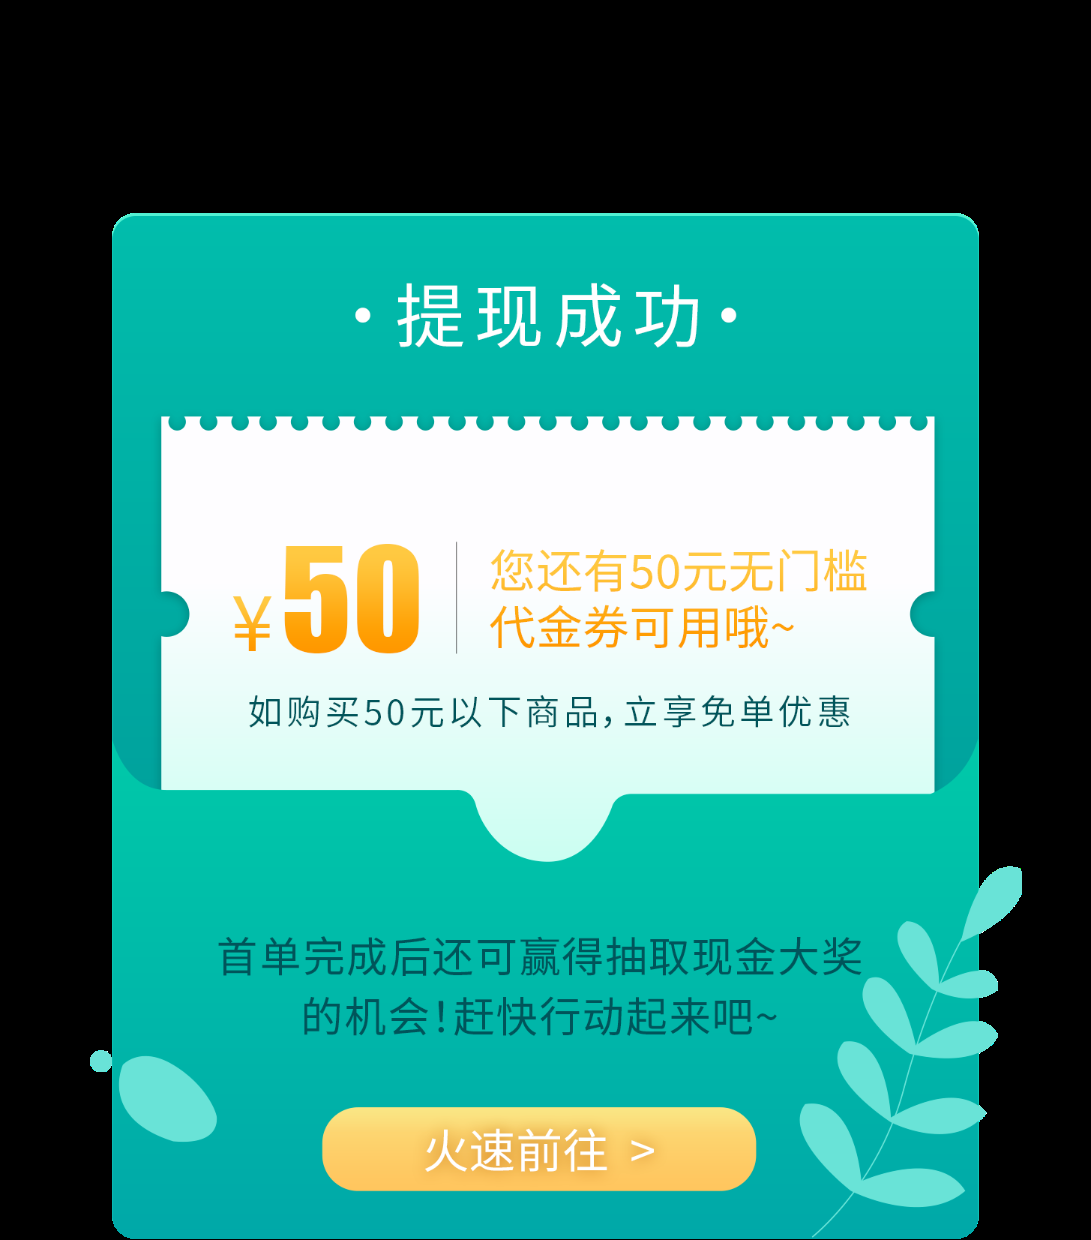 ·提现成功·
¥50
您还有50元无门槛
代金券可用哦~
如购买50元以下商品，立享免单优惠
首单完成后还可赢得抽取现金大奖
的机会！赶快行动起来吧~
火速前往 >